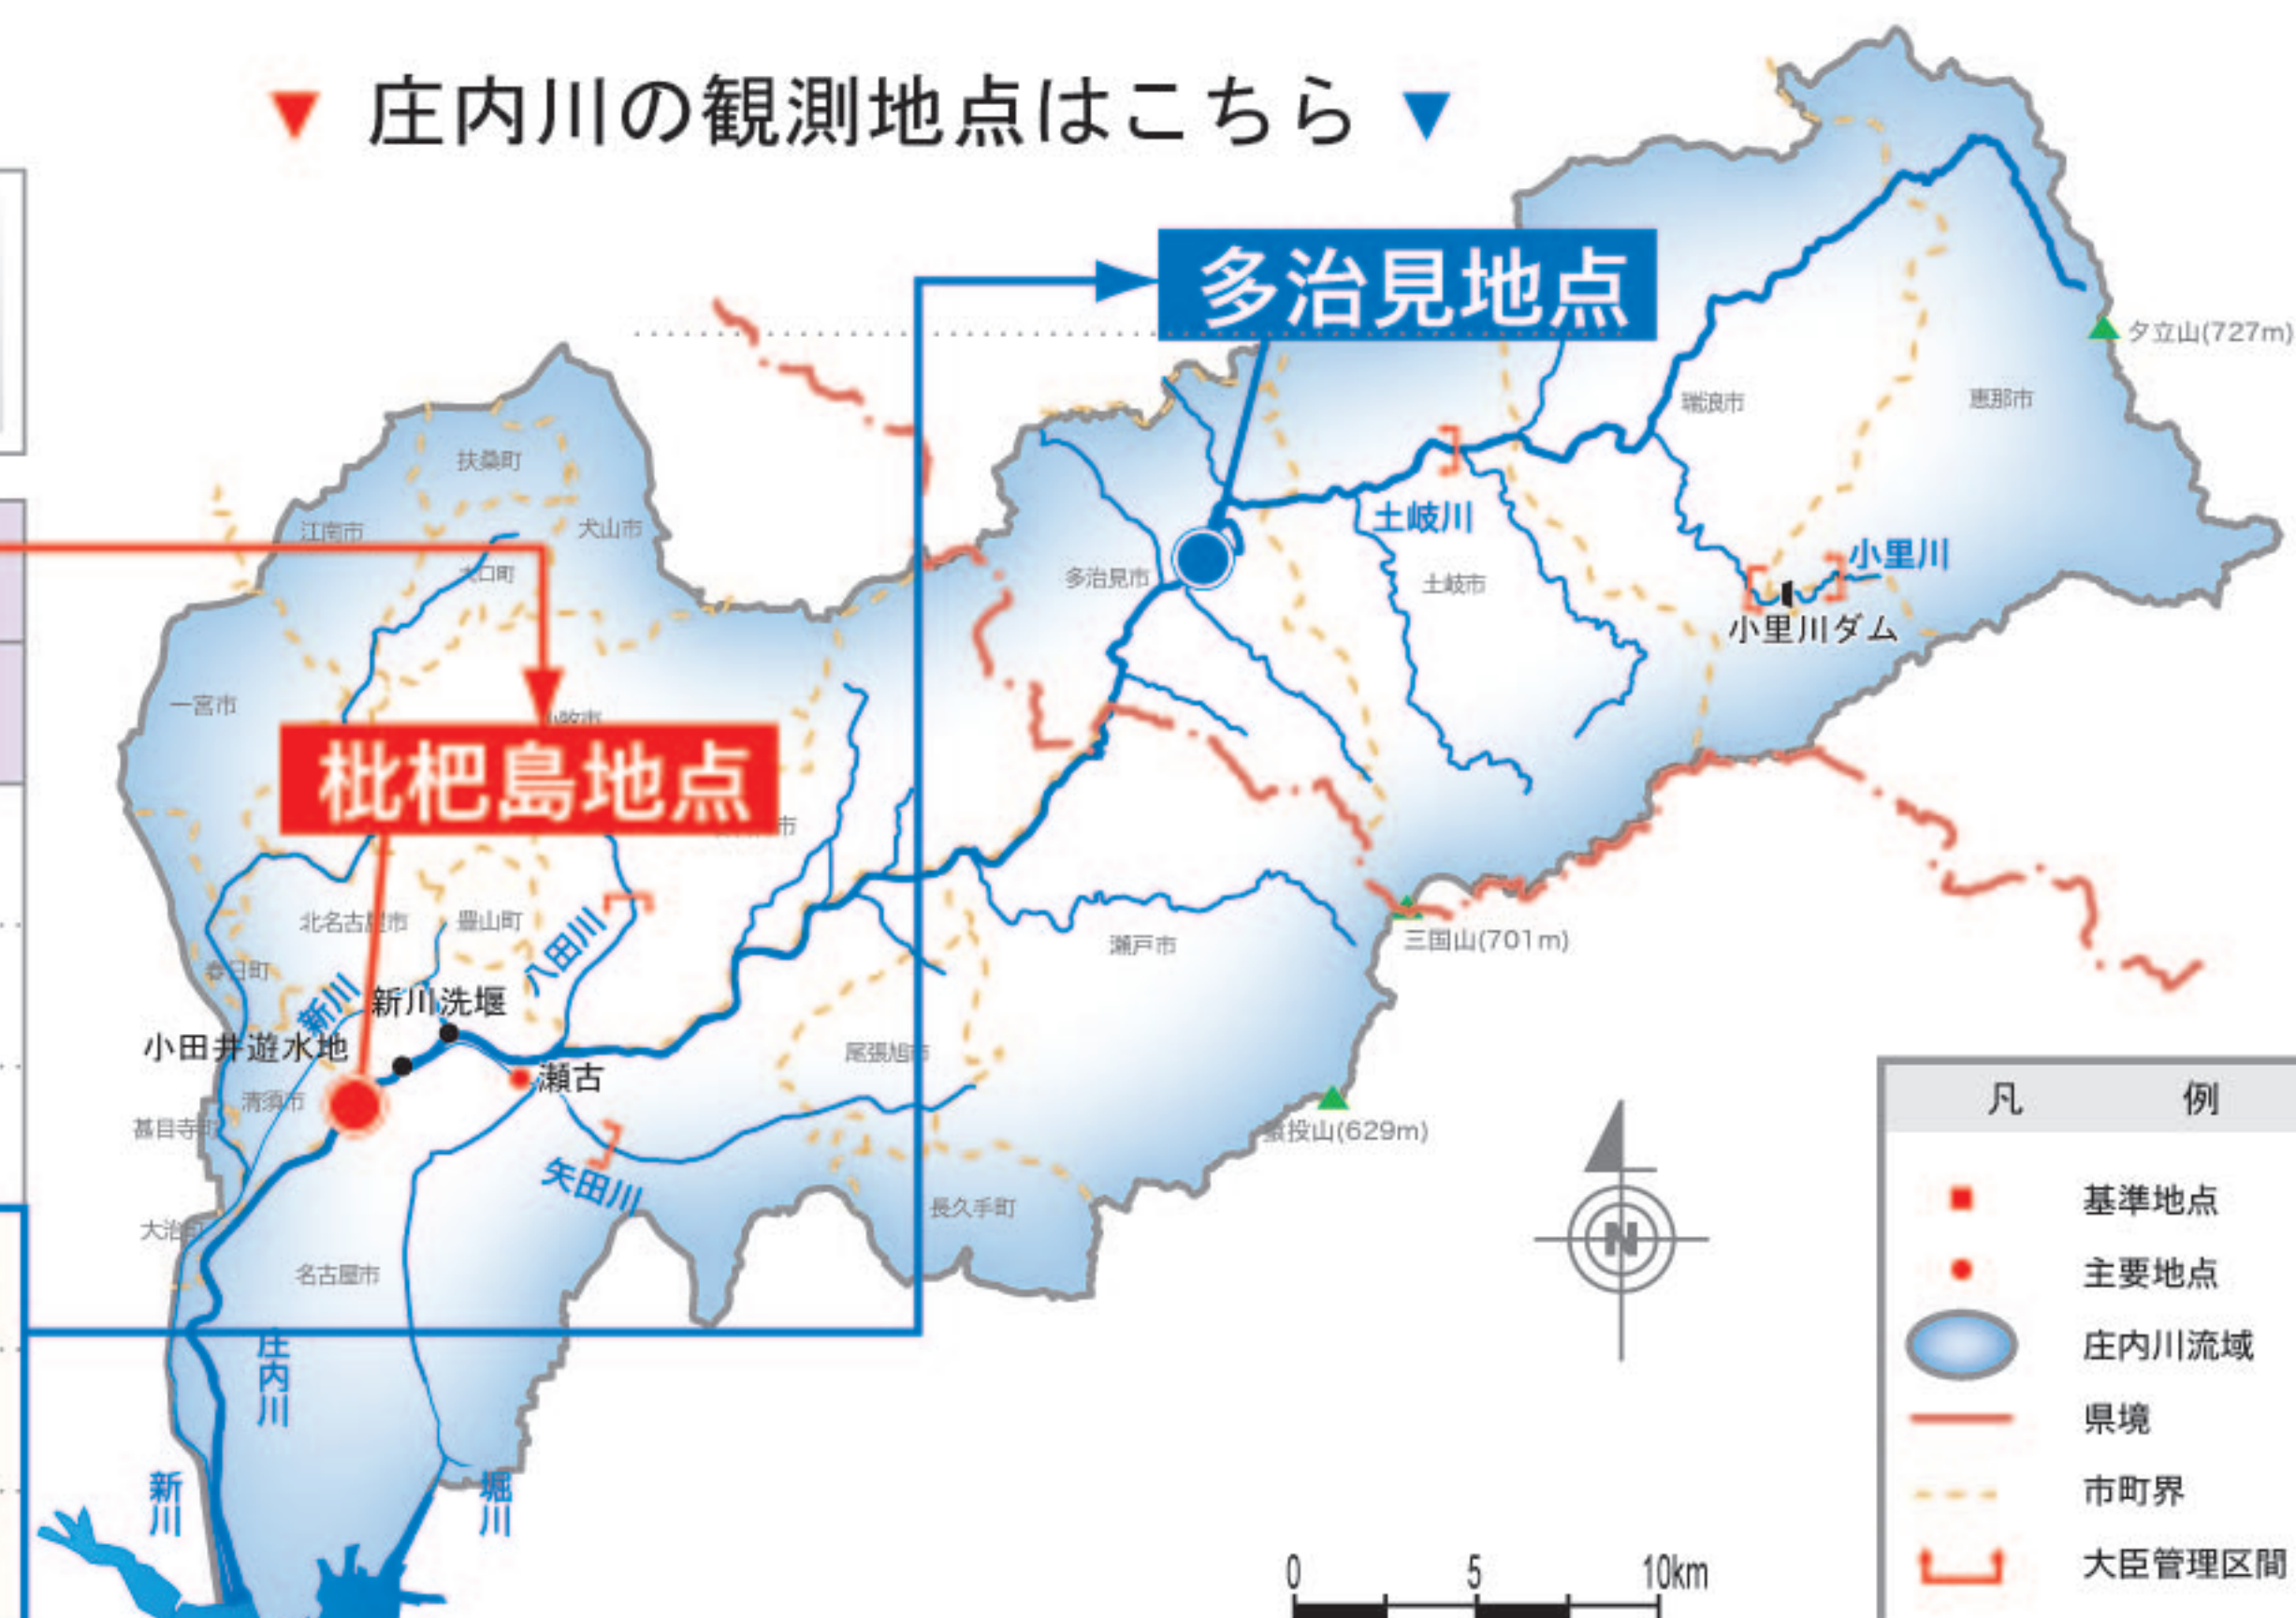 ▼ 庄内川の観測地点はこちら ▼
多治見地点
夕立山(727m)
瑞浪市
恵那市
扶桑町
江南市
犬山市
大口町
土岐川
小里川
多治見市
土岐市
小里川ダム
一宮市
枇杷島地点
北名古屋市
豊山町
八田川
瀬戸市
三国山(701m)
春日町
新川
新川洗堰
小田井遊水地
瀬古
尾張旭市
清須市
甚目寺町
猿投山(629m)
矢田川
長久手町
大治町
名古屋市
庄内川
新川
堀川
N
0 5 10km
凡 例
基準地点
主要地点
庄内川流域
県境
市町界
大臣管理区間